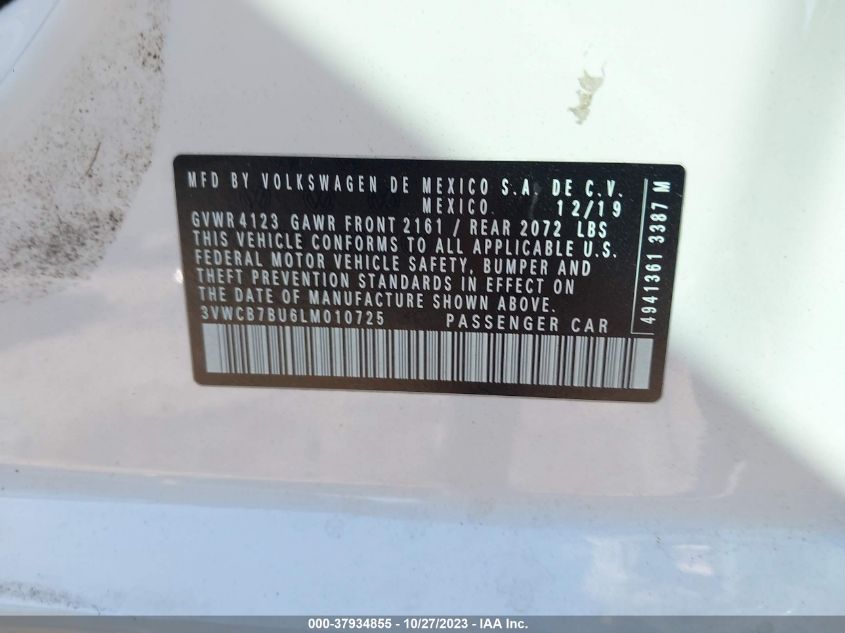 MFD BY VOLKSWAGEN DE MEXICO S.A. DE C.V.
MEXICO. 12/19
GVWR 4123 GAWR FRONT 2161 / REAR 2072 LBS
THIS VEHICLE CONFORMS TO ALL APPLICABLE U.S.
FEDERAL MOTOR VEHICLE SAFETY, BUMPER AND
THEFT PREVENTION STANDARDS IN EFFECT ON
THE DATE OF MANUFACTURE SHOWN ABOVE.
3VWCB7BU6LM010725 PASSENGER CAR
4941361 3387 M
000-37934855 - 10/27/2023 - IAA Inc.